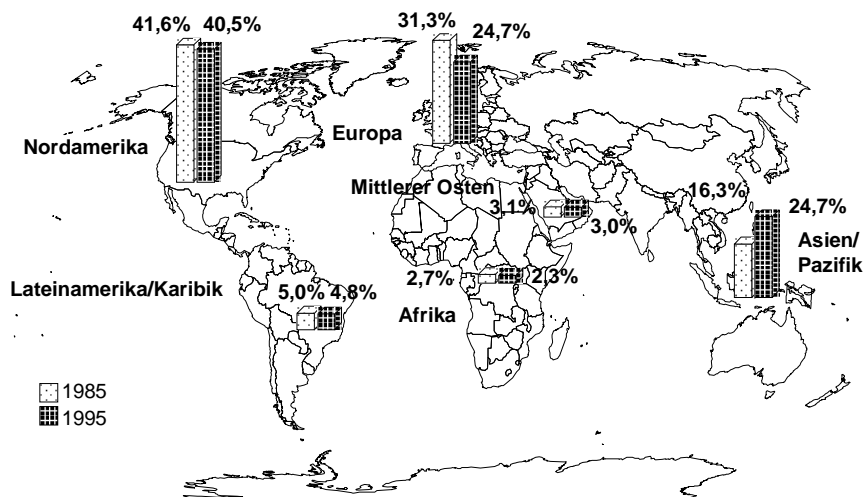 41,6% 40,5%
31,3%
24,7%
Nordamerika
Europa
Mittlerer Osten
3,1%
3,0%
16,3%
24,7%
Asien/
Pazifik
2,7%
2,3%
Afrika
Lateinamerika/Karibik
5,0% 4,8%
1985
1995